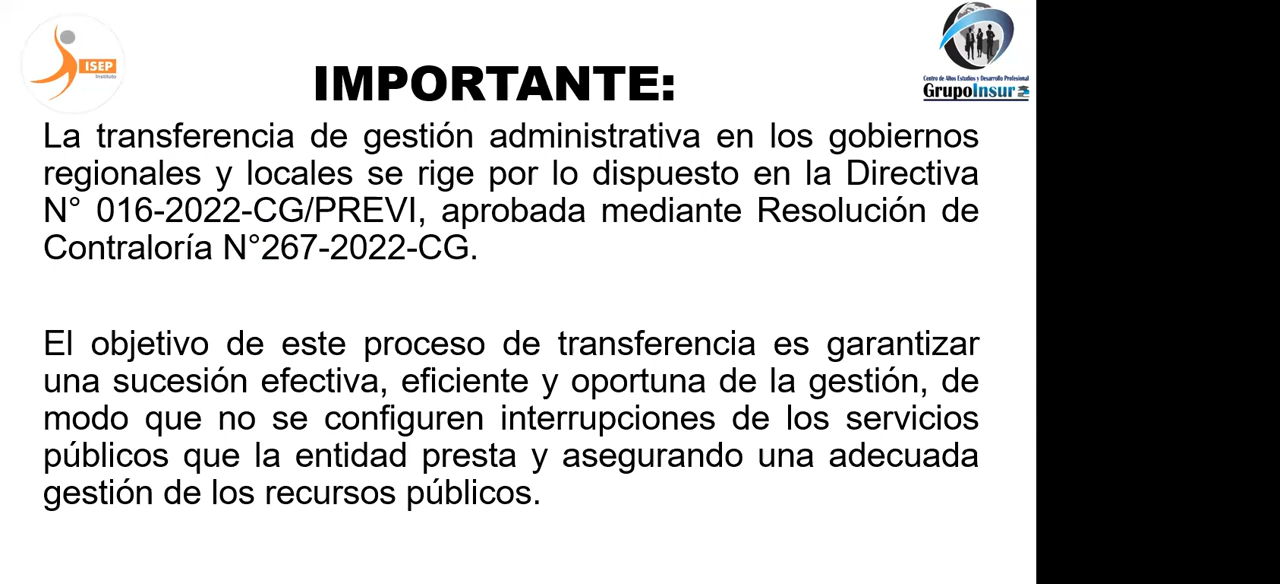 ISEP
Instituto
Centro de Altos Estudios y Desarrollo Profesional
GrupoInsur
IMPORTANTE:
La transferencia de gestión administrativa en los gobiernos
regionales y locales se rige por lo dispuesto en la Directiva
N° 016-2022-CG/PREVI, aprobada mediante Resolución de
Contraloría N°267-2022-CG.
El objetivo de este proceso de transferencia es garantizar
una sucesión efectiva, eficiente y oportuna de la gestión, de
modo que no se configuren interrupciones de los servicios
públicos que la entidad presta y asegurando una adecuada
gestión de los recursos públicos.